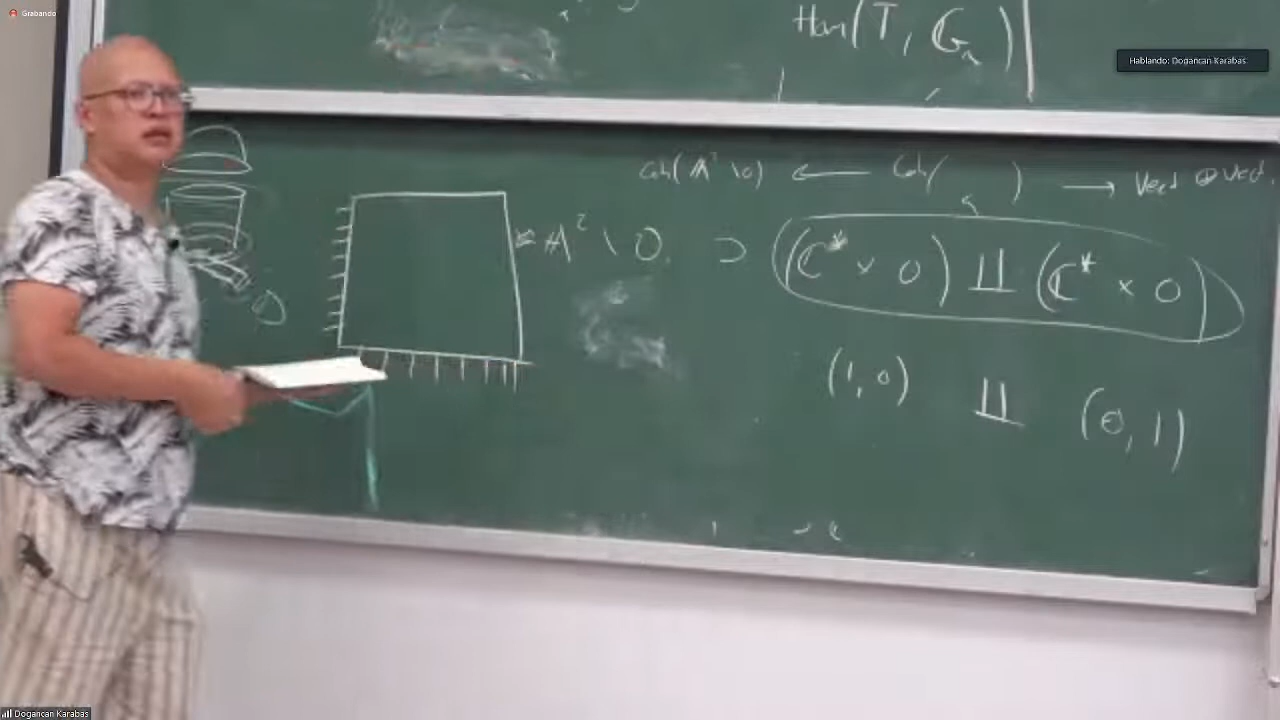 Grabando
Hom(T, G_a)
Hablando: Dogancan Karabas
Coh(A² \ 0) ← Coh( ) → Vect ⊕ Vect.
A² \ 0. ⊃ (ℂ* × 0) ⨿ (ℂ* × 0)
(1, 0) ⨿ (0, 1)
Dogancan Karabas